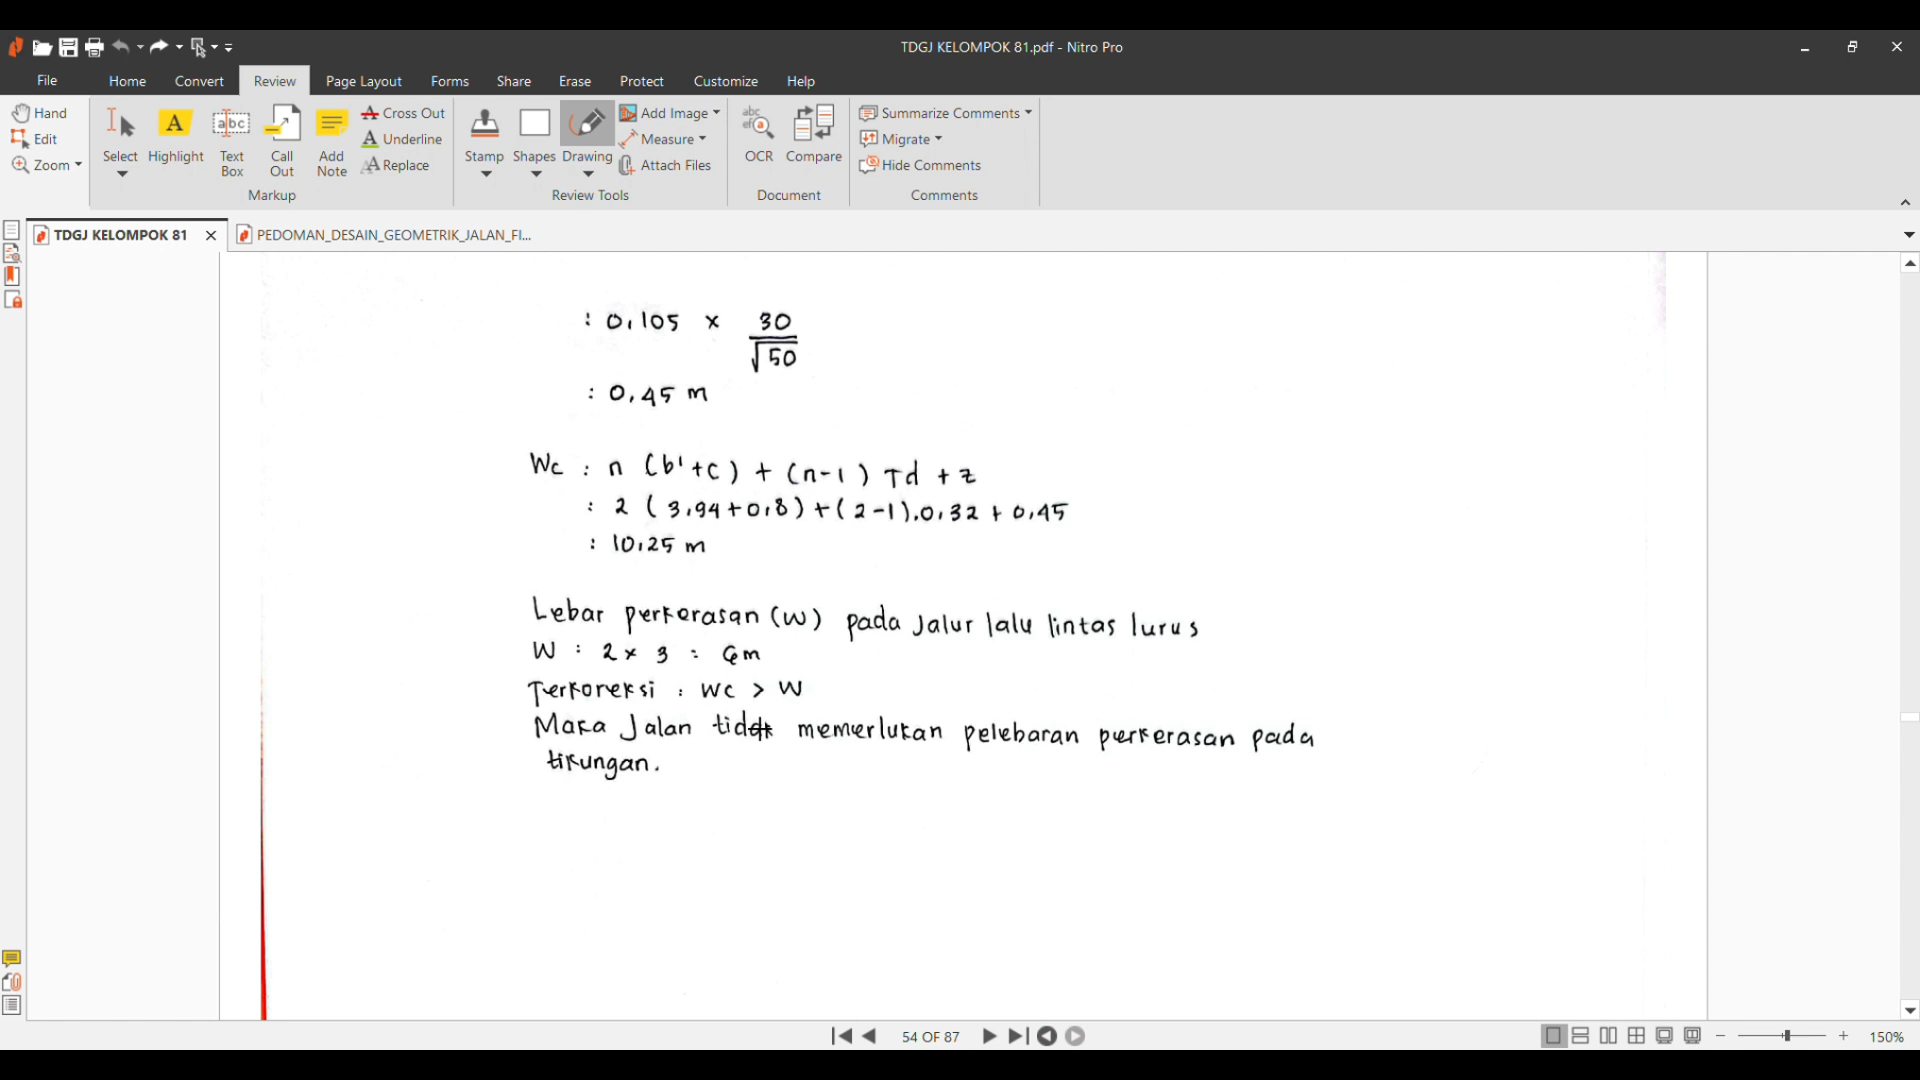 TDGJ KELOMPOK 81.pdf - Nitro Pro
File Home Convert Review Page Layout Forms Share Erase Protect Customize Help
Hand
Edit
Zoom
Select
Highlight
Text Box
Call Out
Add Note
Cross Out
Underline
Replace
Markup
Stamp
Shapes
Drawing
Add Image
Measure
Attach Files
Review Tools
OCR
Compare
Document
Summarize Comments
Migrate
Hide Comments
Comments
TDGJ KELOMPOK 81
PEDOMAN_DESAIN_GEOMETRIK_JALAN_FI...
: 0,105 × 30/√50
: 0,45 m
Wc : n (b'+c) + (n-1) Td + z
: 2 (3,94+0,8)+(2-1).0,32 + 0,45
: 10,25 m
Lebar perkerasan (w) pada jalur lalu lintas lurus
W : 2 × 3 : 6m
Terkoreksi : Wc > W
Maka Jalan tidak memerlukan pelebaran perkerasan pada
tikungan.
54 OF 87
150%